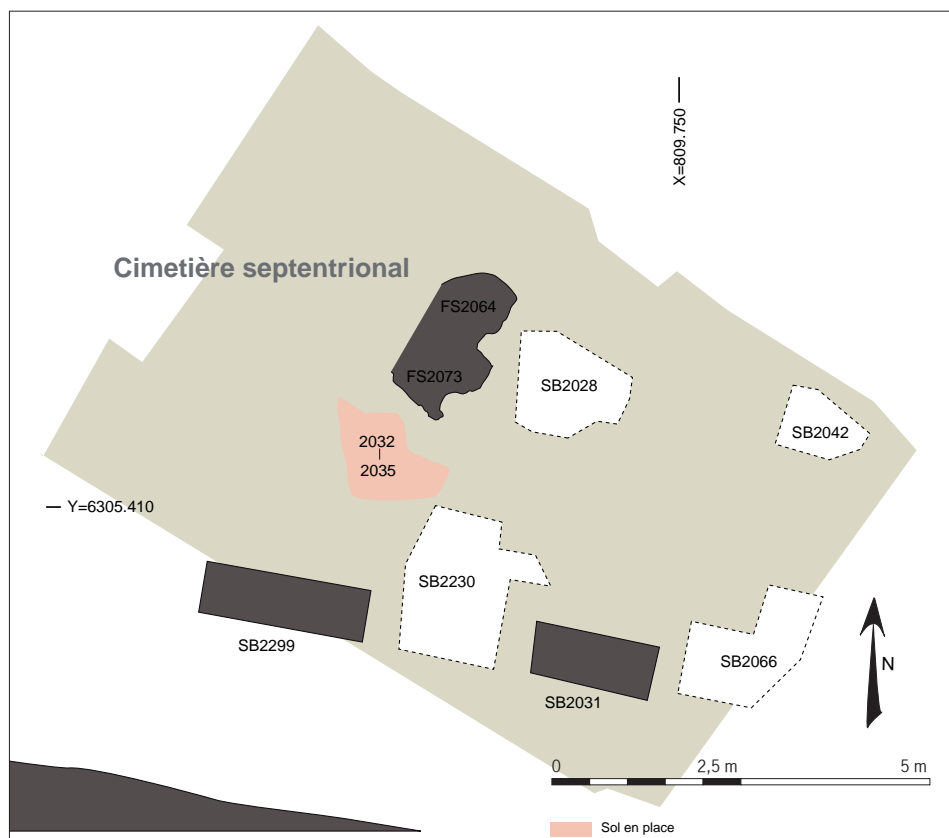 X=809.750
Cimetière septentrional
FS2064
FS2073
SB2028
SB2042
2032
2035
Y=6305.410
SB2230
SB2299
SB2031
SB2066
N
0
2,5 m
5 m
Sol en place